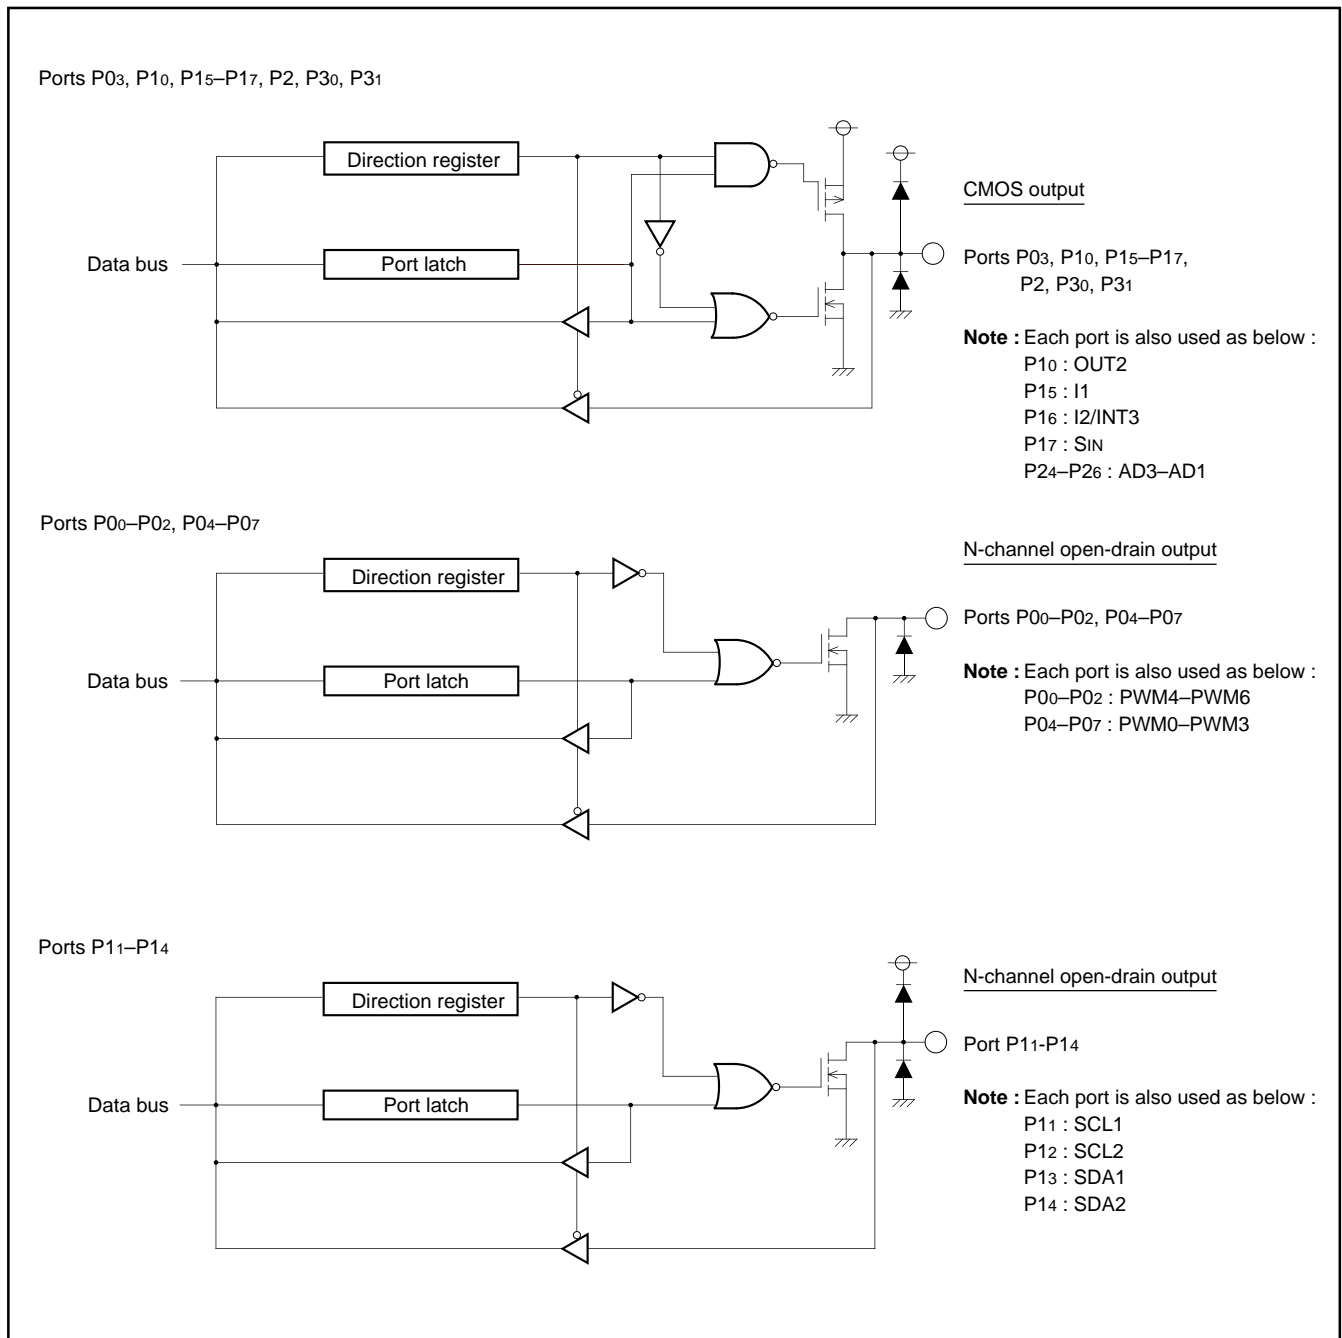 Ports P03, P10, P15–P17, P2, P30, P31
Direction register
Port latch
Data bus
CMOS output
Ports P03, P10, P15–P17,
P2, P30, P31
Note : Each port is also used as below :
P10 : OUT2
P15 : I1
P16 : I2/INT3
P17 : SIN
P24–P26 : AD3–AD1
Ports P00–P02, P04–P07
Direction register
Port latch
Data bus
N-channel open-drain output
Ports P00–P02, P04–P07
Note : Each port is also used as below :
P00–P02 : PWM4–PWM6
P04–P07 : PWM0–PWM3
Ports P11–P14
Direction register
Port latch
Data bus
N-channel open-drain output
Port P11-P14
Note : Each port is also used as below :
P11 : SCL1
P12 : SCL2
P13 : SDA1
P14 : SDA2